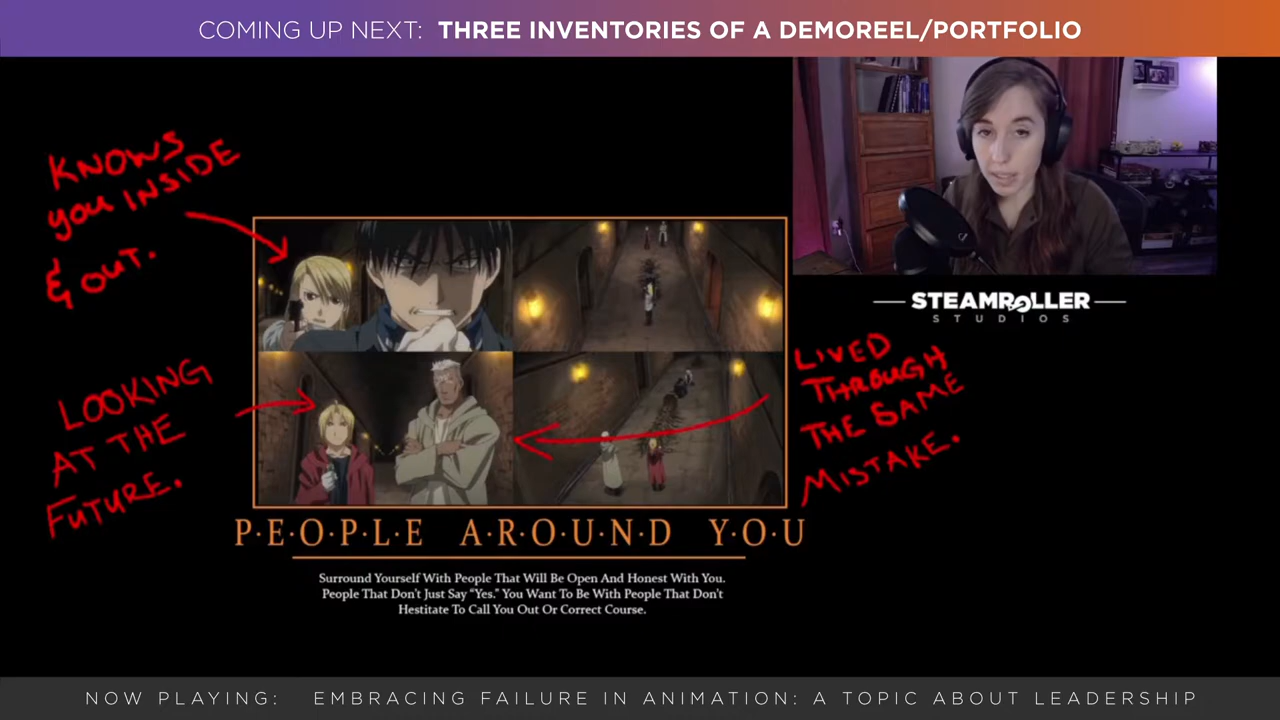 COMING UP NEXT: THREE INVENTORIES OF A DEMOREEL/PORTFOLIO
KNOWS
YOU INSIDE
& OUT.
STEAMROLLER
STUDIOS
LOOKING
AT THE
FUTURE.
LIVED
THROUGH
THE SAME
MISTAKE.
P·E·O·P·L·E A·R·O·U·N·D Y·O·U
Surround Yourself With People That Will Be Open And Honest With You.
People That Don't Just Say "Yes." You Want To Be With People That Don't
Hestitate To Call You Out Or Correct Course.
NOW PLAYING: EMBRACING FAILURE IN ANIMATION: A TOPIC ABOUT LEADERSHIP